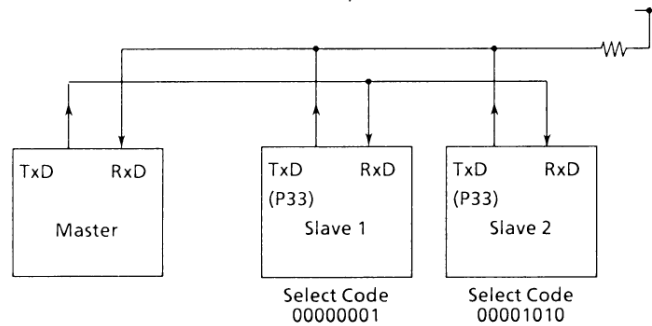 TxD RxD
Master
TxD RxD
(P33)
Slave 1
TxD RxD
(P33)
Slave 2
Select Code
00000001
Select Code
00001010